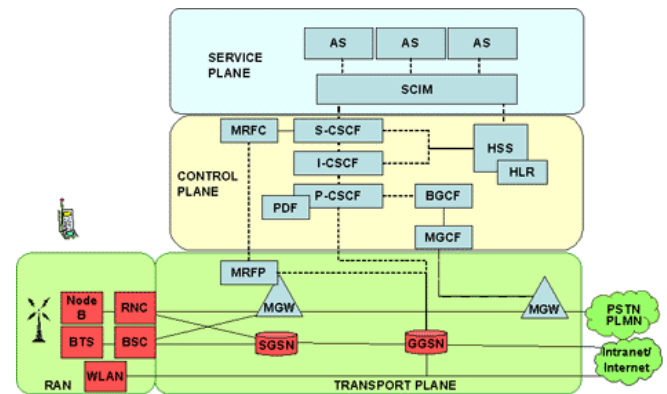 SERVICE
PLANE
AS
AS
AS
SCIM
CONTROL
PLANE
MRFC
S-CSCF
I-CSCF
P-CSCF
PDF
HSS
HLR
BGCF
MGCF
Node
B
RNC
BTS
BSC
WLAN
RAN
MRFP
MGW
SGSN
GGSN
MGW
TRANSPORT PLANE
PSTN
PLMN
Intranet/
Internet